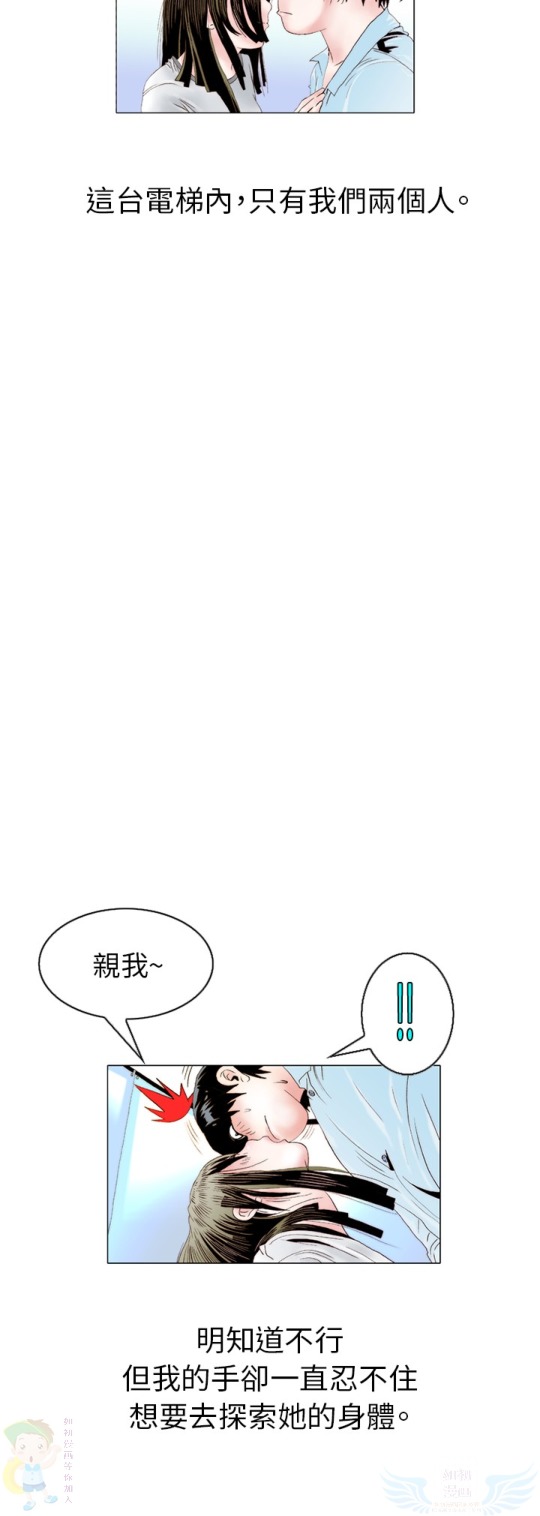 這台電梯內，只有我們兩個人。
親我~
!!
明知道不行
但我的手卻一直忍不住
想要去探索她的身體。